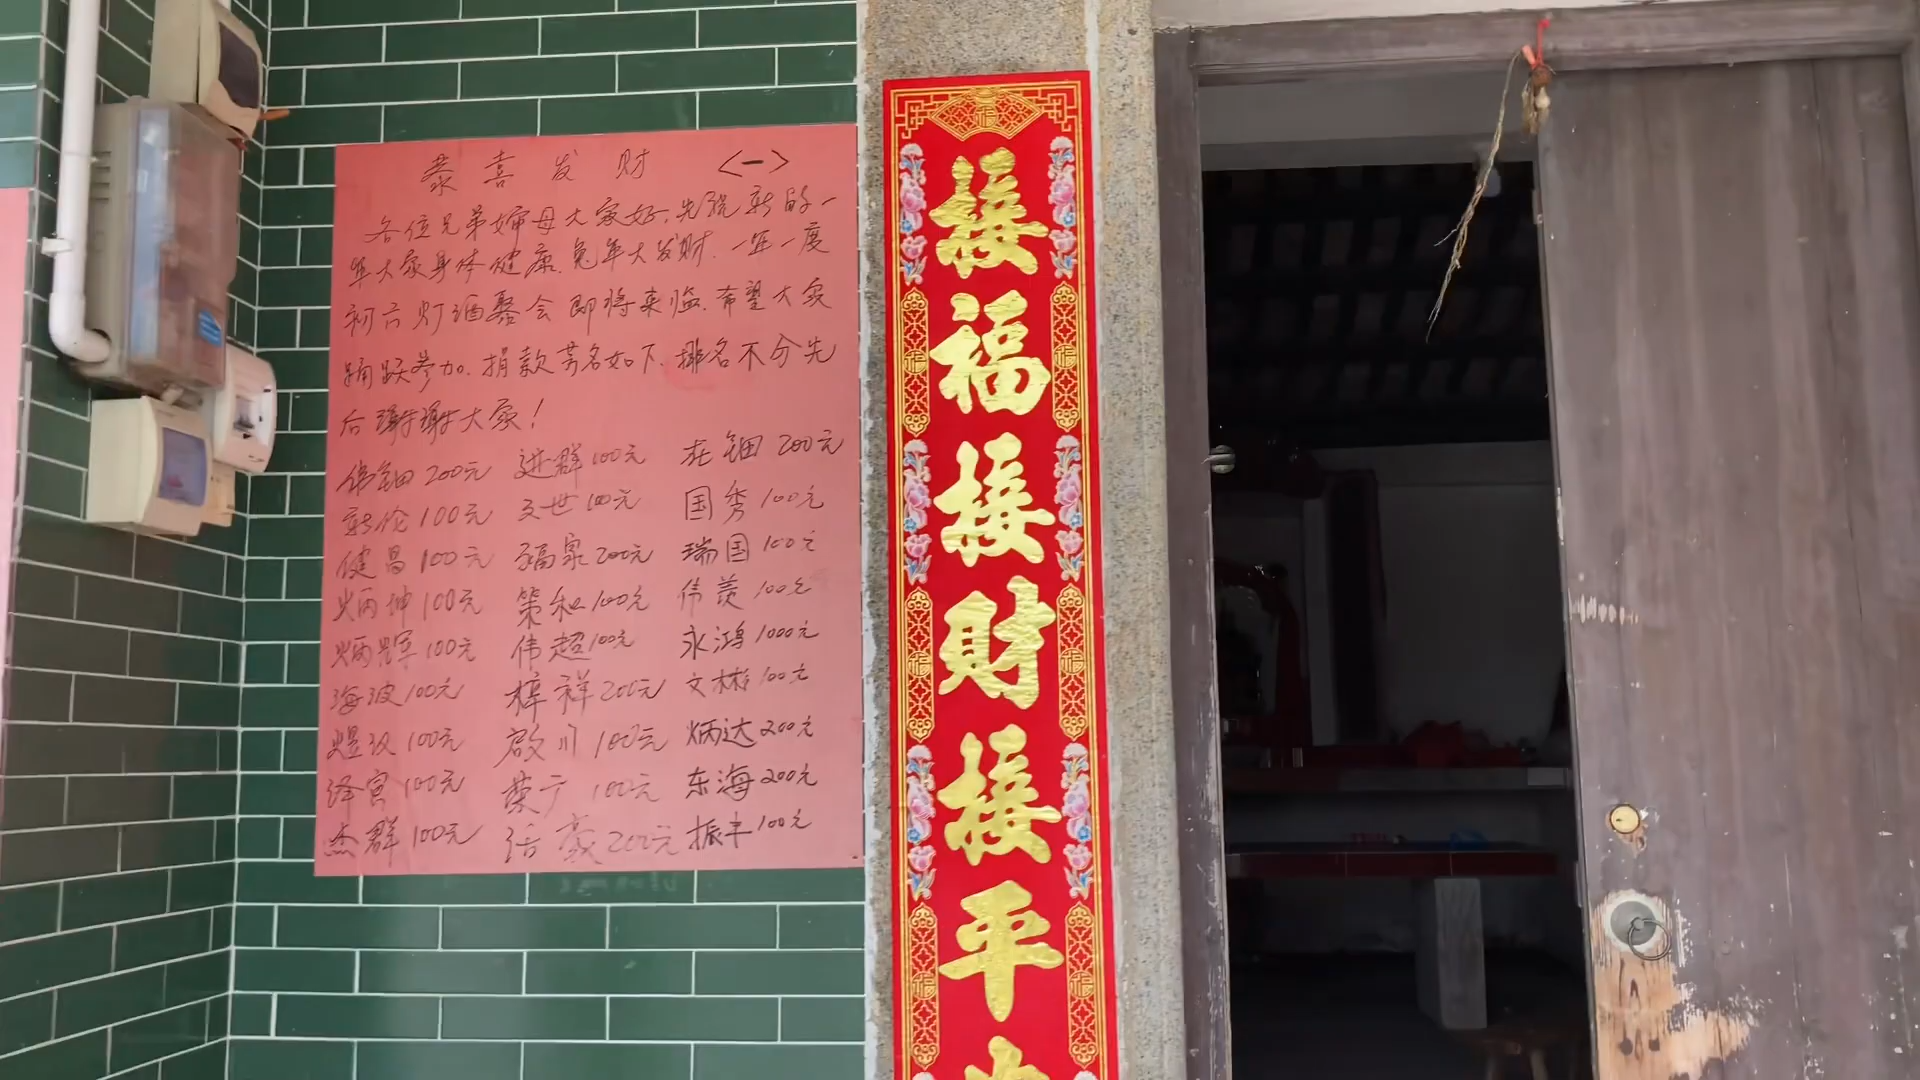 恭喜发财 <一>
各位兄弟婶母大家好.先祝新的一
年大家身体健康.兔年大发财.一年一度
祠六灯酒聚会即将来临.希望大家
踊跃参加.捐款芳名如下.排名不分先
后谢谢大家!
伟钿200元 进群100元 在钿200元
新伦100元 文世100元 国秀100元
健昌100元 福泉200元 瑞国100元
炳坤100元 策和100元 伟羡100元
炳辉100元 伟超100元 永鸿1000元
海波100元 梓祥200元 文彬100元
100元 启川100元 炳达200元
泽寅100元 荣宁100元 东海200元
杰群100元 豪200元 振丰100元
接福接财接平